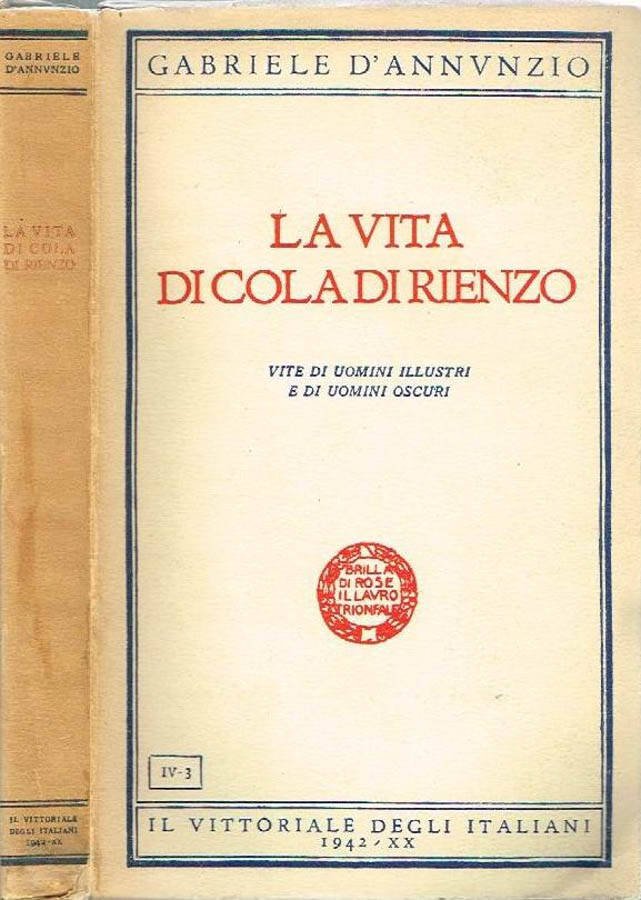 GABRIELE
D'ANNVNZIO
LA VITA
DI COLA
DI RIENZO
IL VITTORIALE
DEGLI ITALIANI
1942-XX
GABRIELE D'ANNVNZIO
LA VITA
DI COLA DI RIENZO
VITE DI UOMINI ILLUSTRI
E DI UOMINI OSCURI
BRILLA
DI ROSE
IL LAVRO
TRIONFALE
IV-3
IL VITTORIALE DEGLI ITALIANI
1942-XX